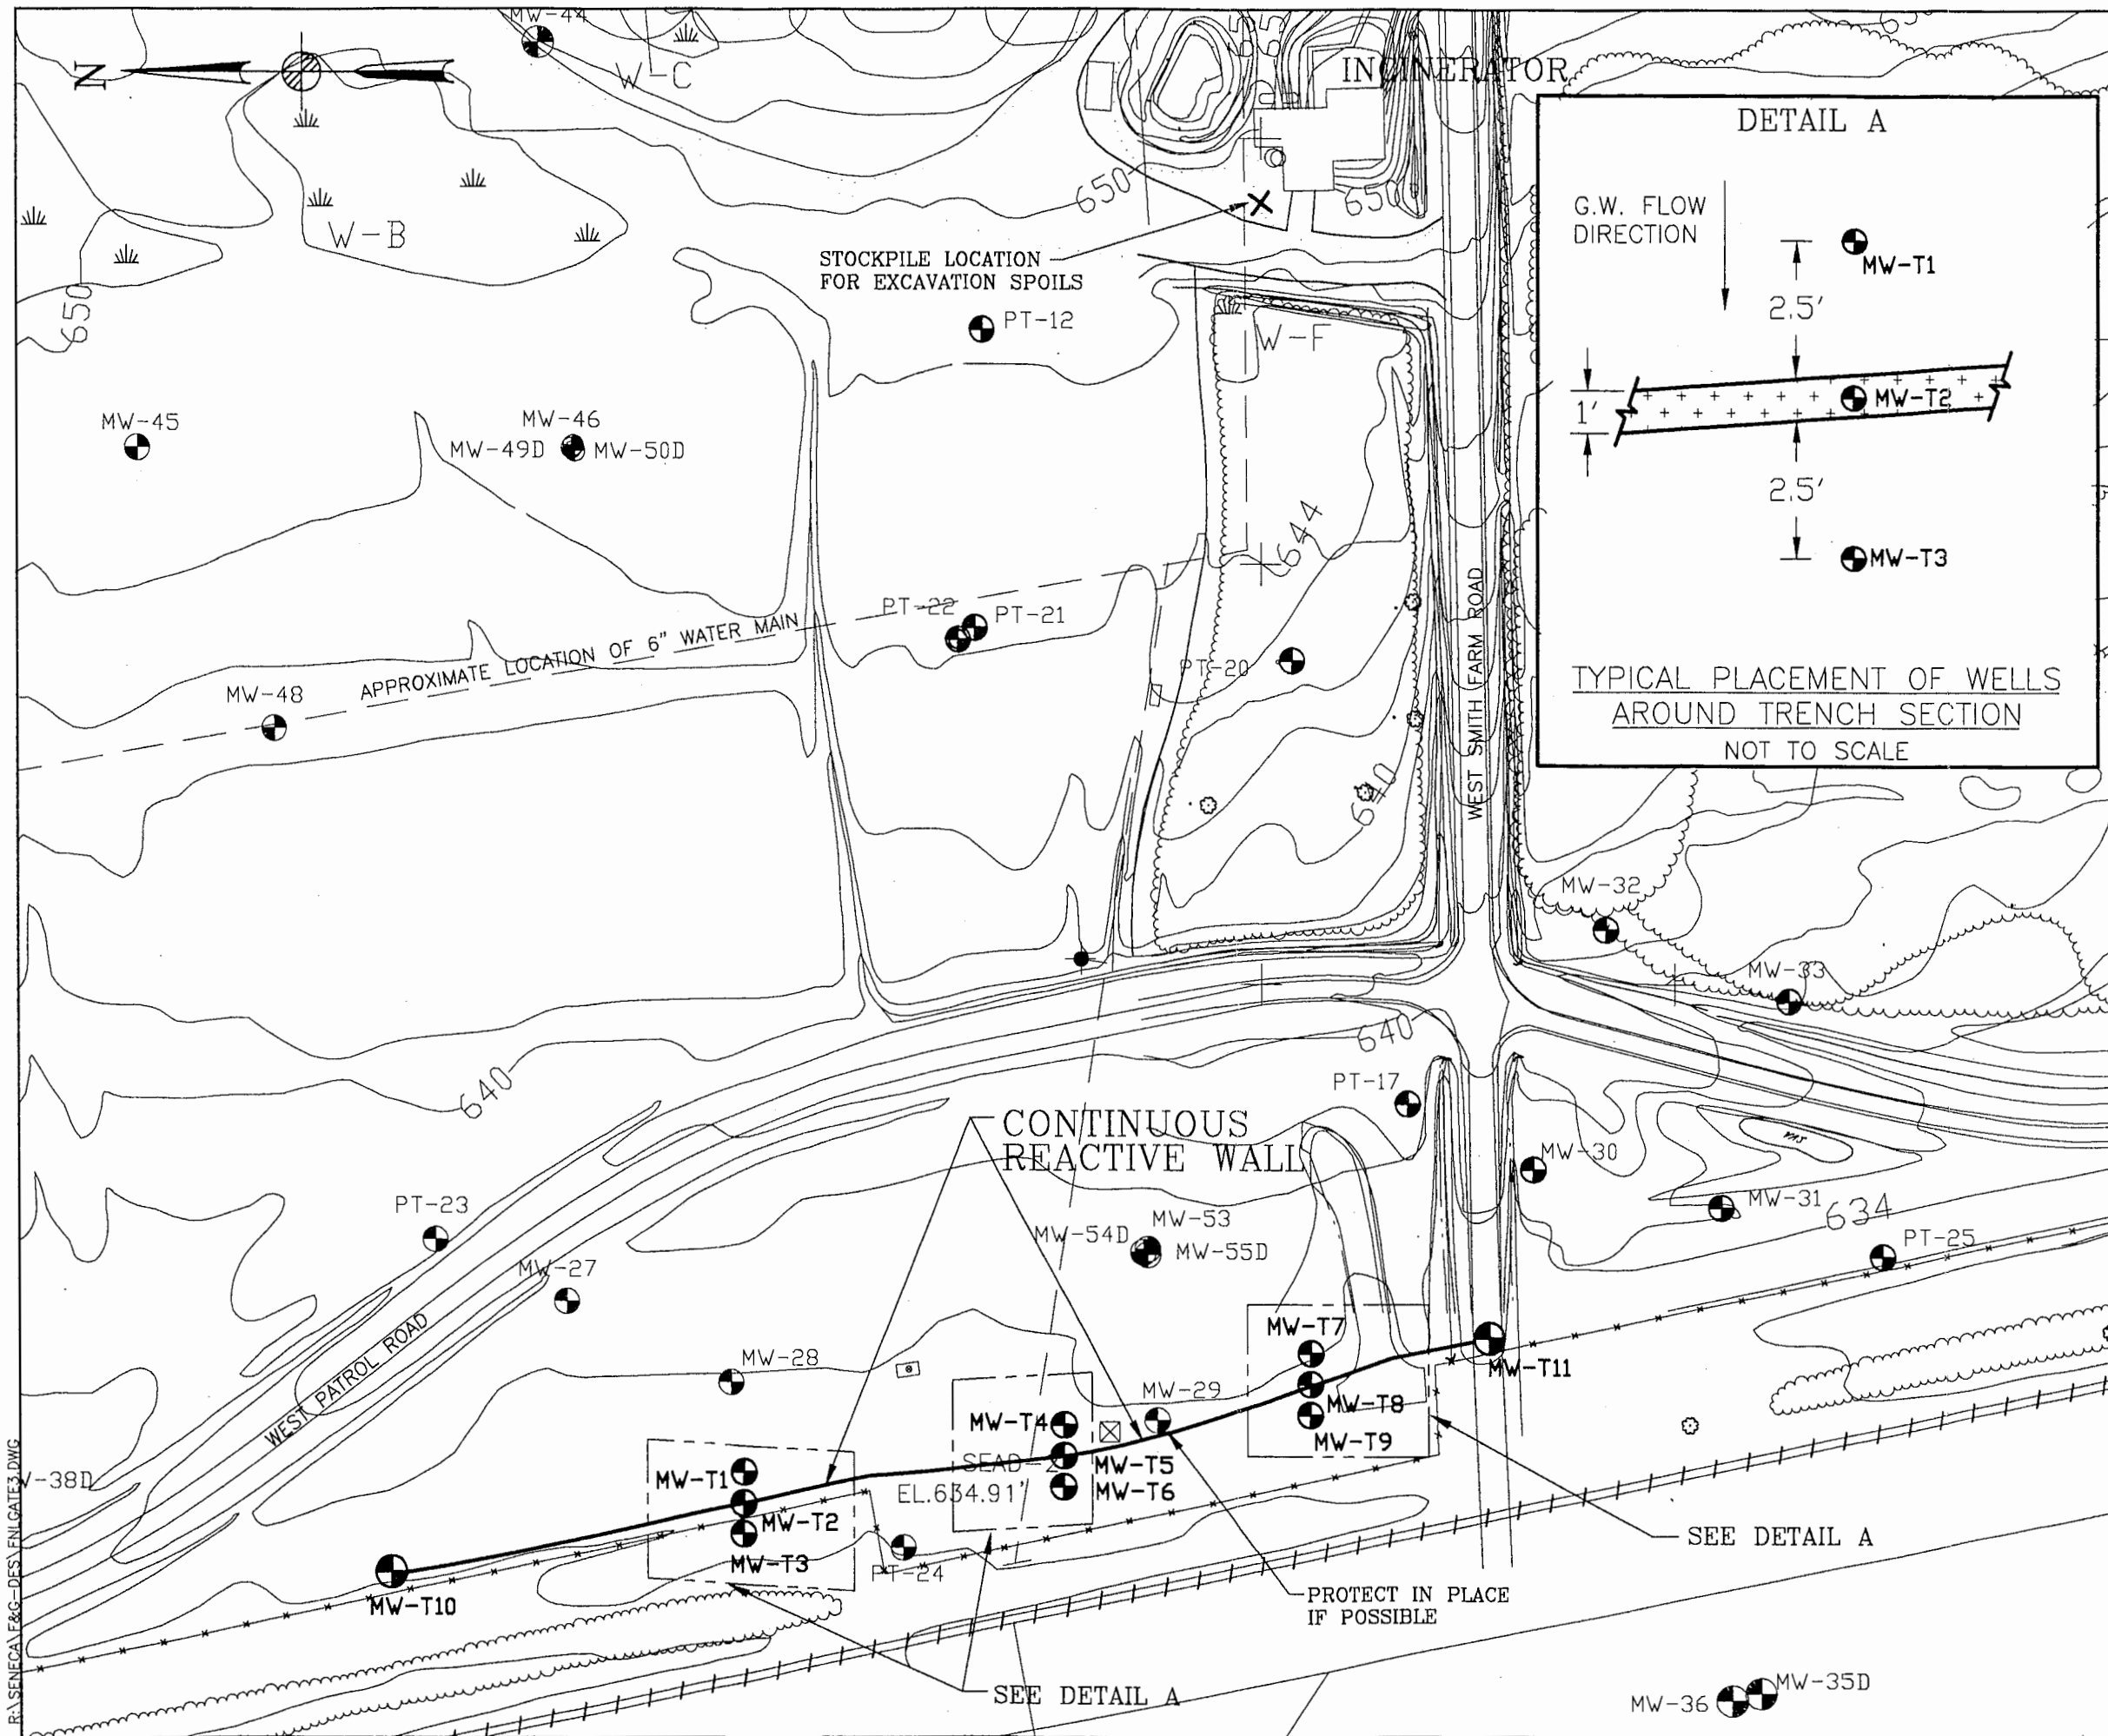 MW-44
N
W-C
INCINERATOR
DETAIL A
G.W. FLOW
DIRECTION
MW-T1
2.5'
1'
MW-T2
2.5'
MW-T3
TYPICAL PLACEMENT OF WELLS
AROUND TRENCH SECTION
NOT TO SCALE
W-B
650
650
650
STOCKPILE LOCATION
FOR EXCAVATION SPOILS
PT-12
W-F
MW-45
MW-46
MW-49D
MW-50D
644
PT-22
PT-21
APPROXIMATE LOCATION OF 6" WATER MAIN
MW-48
PT-20
WEST SMITH FARM ROAD
640
MW-32
MW-33
640
640
PT-17
CONTINUOUS
REACTIVE WALL
MW-30
MW-31
634
PT-25
PT-23
MW-53
MW-54D
MW-55D
MW-27
WEST PATROL ROAD
MW-28
MW-T7
MW-T8
MW-T9
MW-T11
MW-29
MW-T4
MW-T5
MW-T6
SEAD-2
EL.634.91'
MW-T1
MW-T2
MW-T3
PT-24
MW-T10
-38D
SEE DETAIL A
PROTECT IN PLACE
IF POSSIBLE
SEE DETAIL A
MW-36
MW-35D
R:\SENECA\F&G-DES\FNLGATE3.DWG